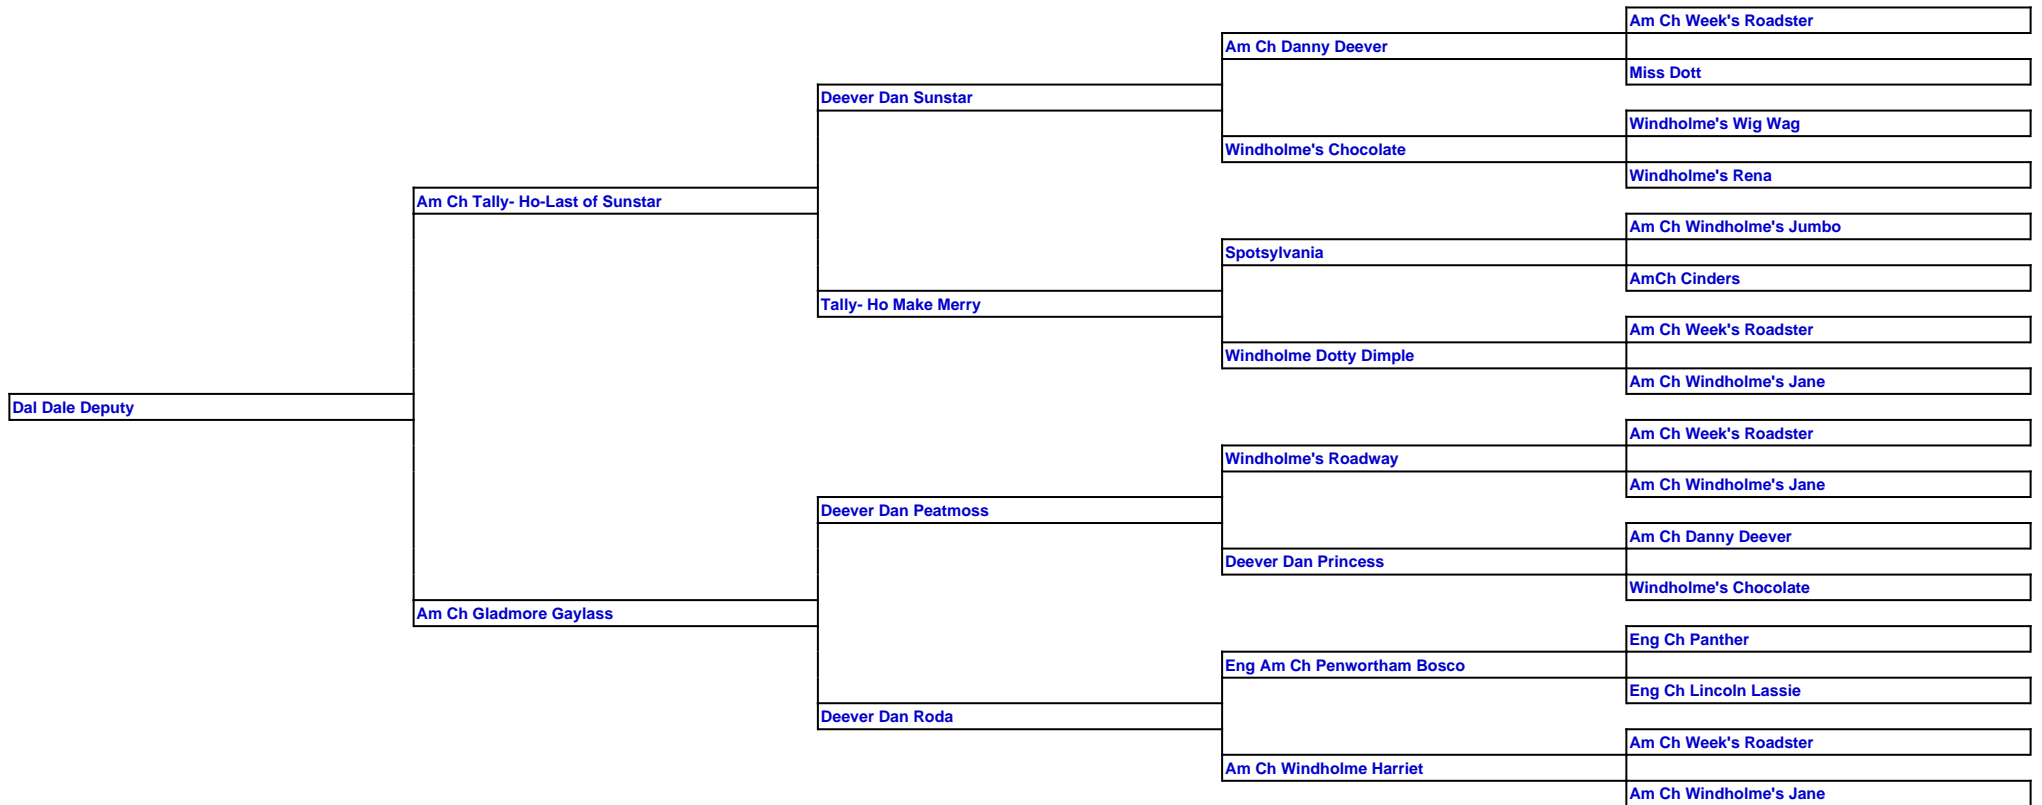 Am Ch Week's Roadster
Am Ch Danny Deever
Miss Dott
Deever Dan Sunstar
Windholme's Wig Wag
Windholme's Chocolate
Windholme's Rena
Am Ch Tally- Ho-Last of Sunstar
Am Ch Windholme's Jumbo
Spotsylvania
AmCh Cinders
Tally- Ho Make Merry
Am Ch Week's Roadster
Windholme Dotty Dimple
Am Ch Windholme's Jane
Dal Dale Deputy
Am Ch Week's Roadster
Windholme's Roadway
Am Ch Windholme's Jane
Deever Dan Peatmoss
Am Ch Danny Deever
Deever Dan Princess
Windholme's Chocolate
Am Ch Gladmore Gaylass
Eng Ch Panther
Eng Am Ch Penwortham Bosco
Eng Ch Lincoln Lassie
Deever Dan Roda
Am Ch Week's Roadster
Am Ch Windholme Harriet
Am Ch Windholme's Jane